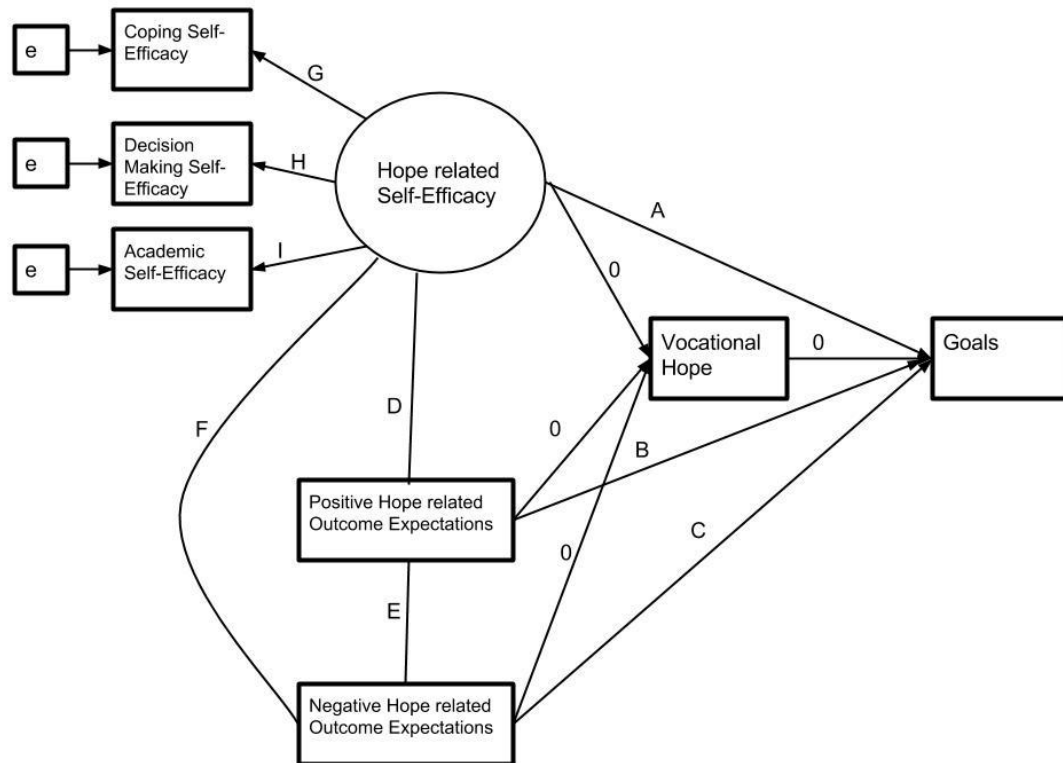 e
Coping Self-
Efficacy
G
e
Decision
Making Self-
Efficacy
H
Hope related
Self-Efficacy
A
e
Academic
Self-Efficacy
I
0
Vocational
Hope
0
Goals
D
F
0
B
Positive Hope related
Outcome Expectations
C
0
E
Negative Hope related
Outcome Expectations